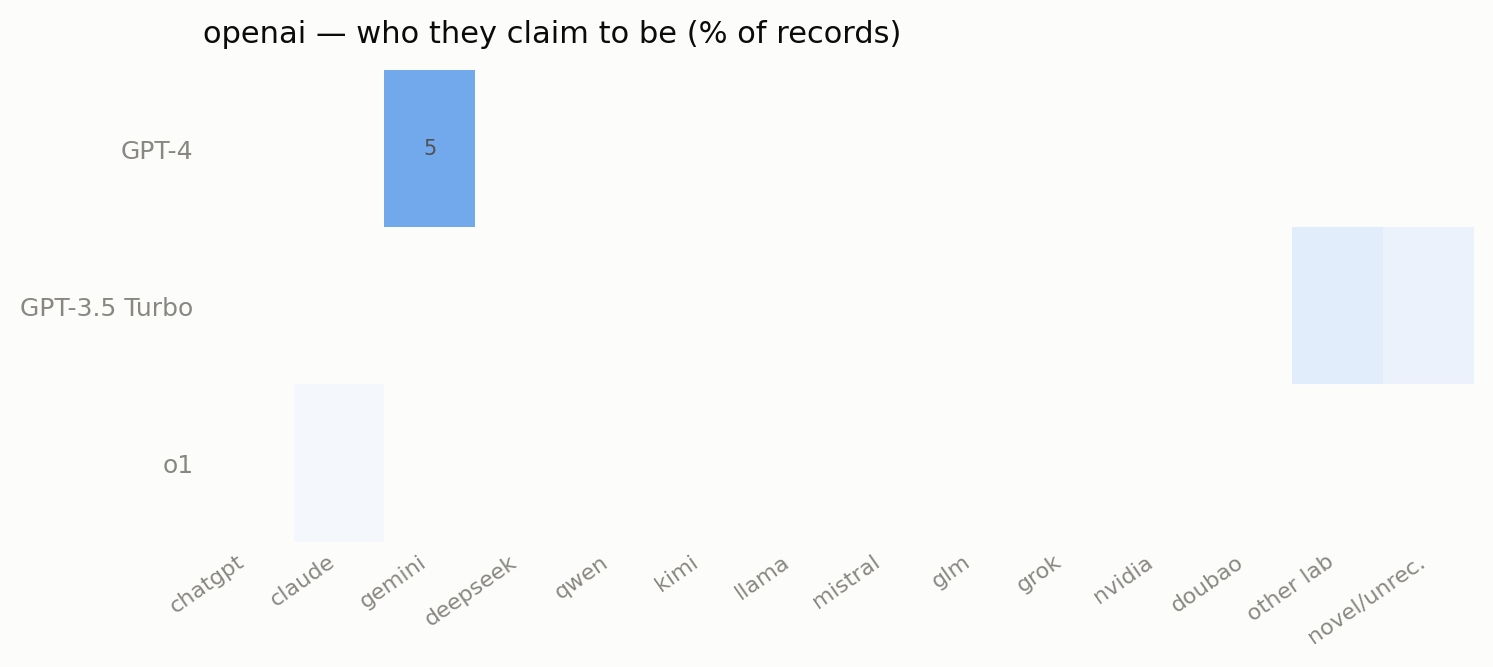 openai — who they claim to be (% of records)
GPT-4
5
GPT-3.5 Turbo
o1
chatgpt
claude
gemini
deepseek
qwen
kimi
llama
mistral
glm
grok
nvidia
doubao
other lab
novel/unrec.